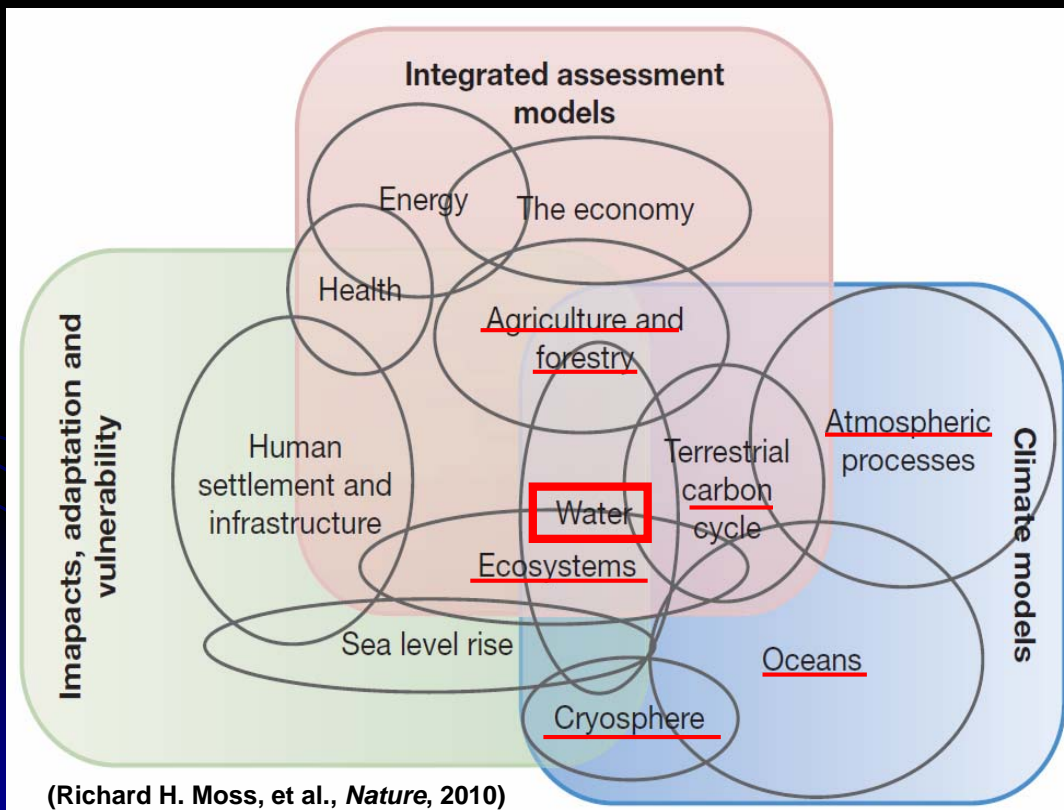 Integrated assessment
models
Energy
The economy
Health
Agriculture and
forestry
Imapacts, adaptation and
vulnerability
Human
settlement and
infrastructure
Water
Terrestrial
carbon
cycle
Atmospheric
processes
Climate models
Ecosystems
Sea level rise
Oceans
Cryosphere
(Richard H. Moss, et al., Nature, 2010)